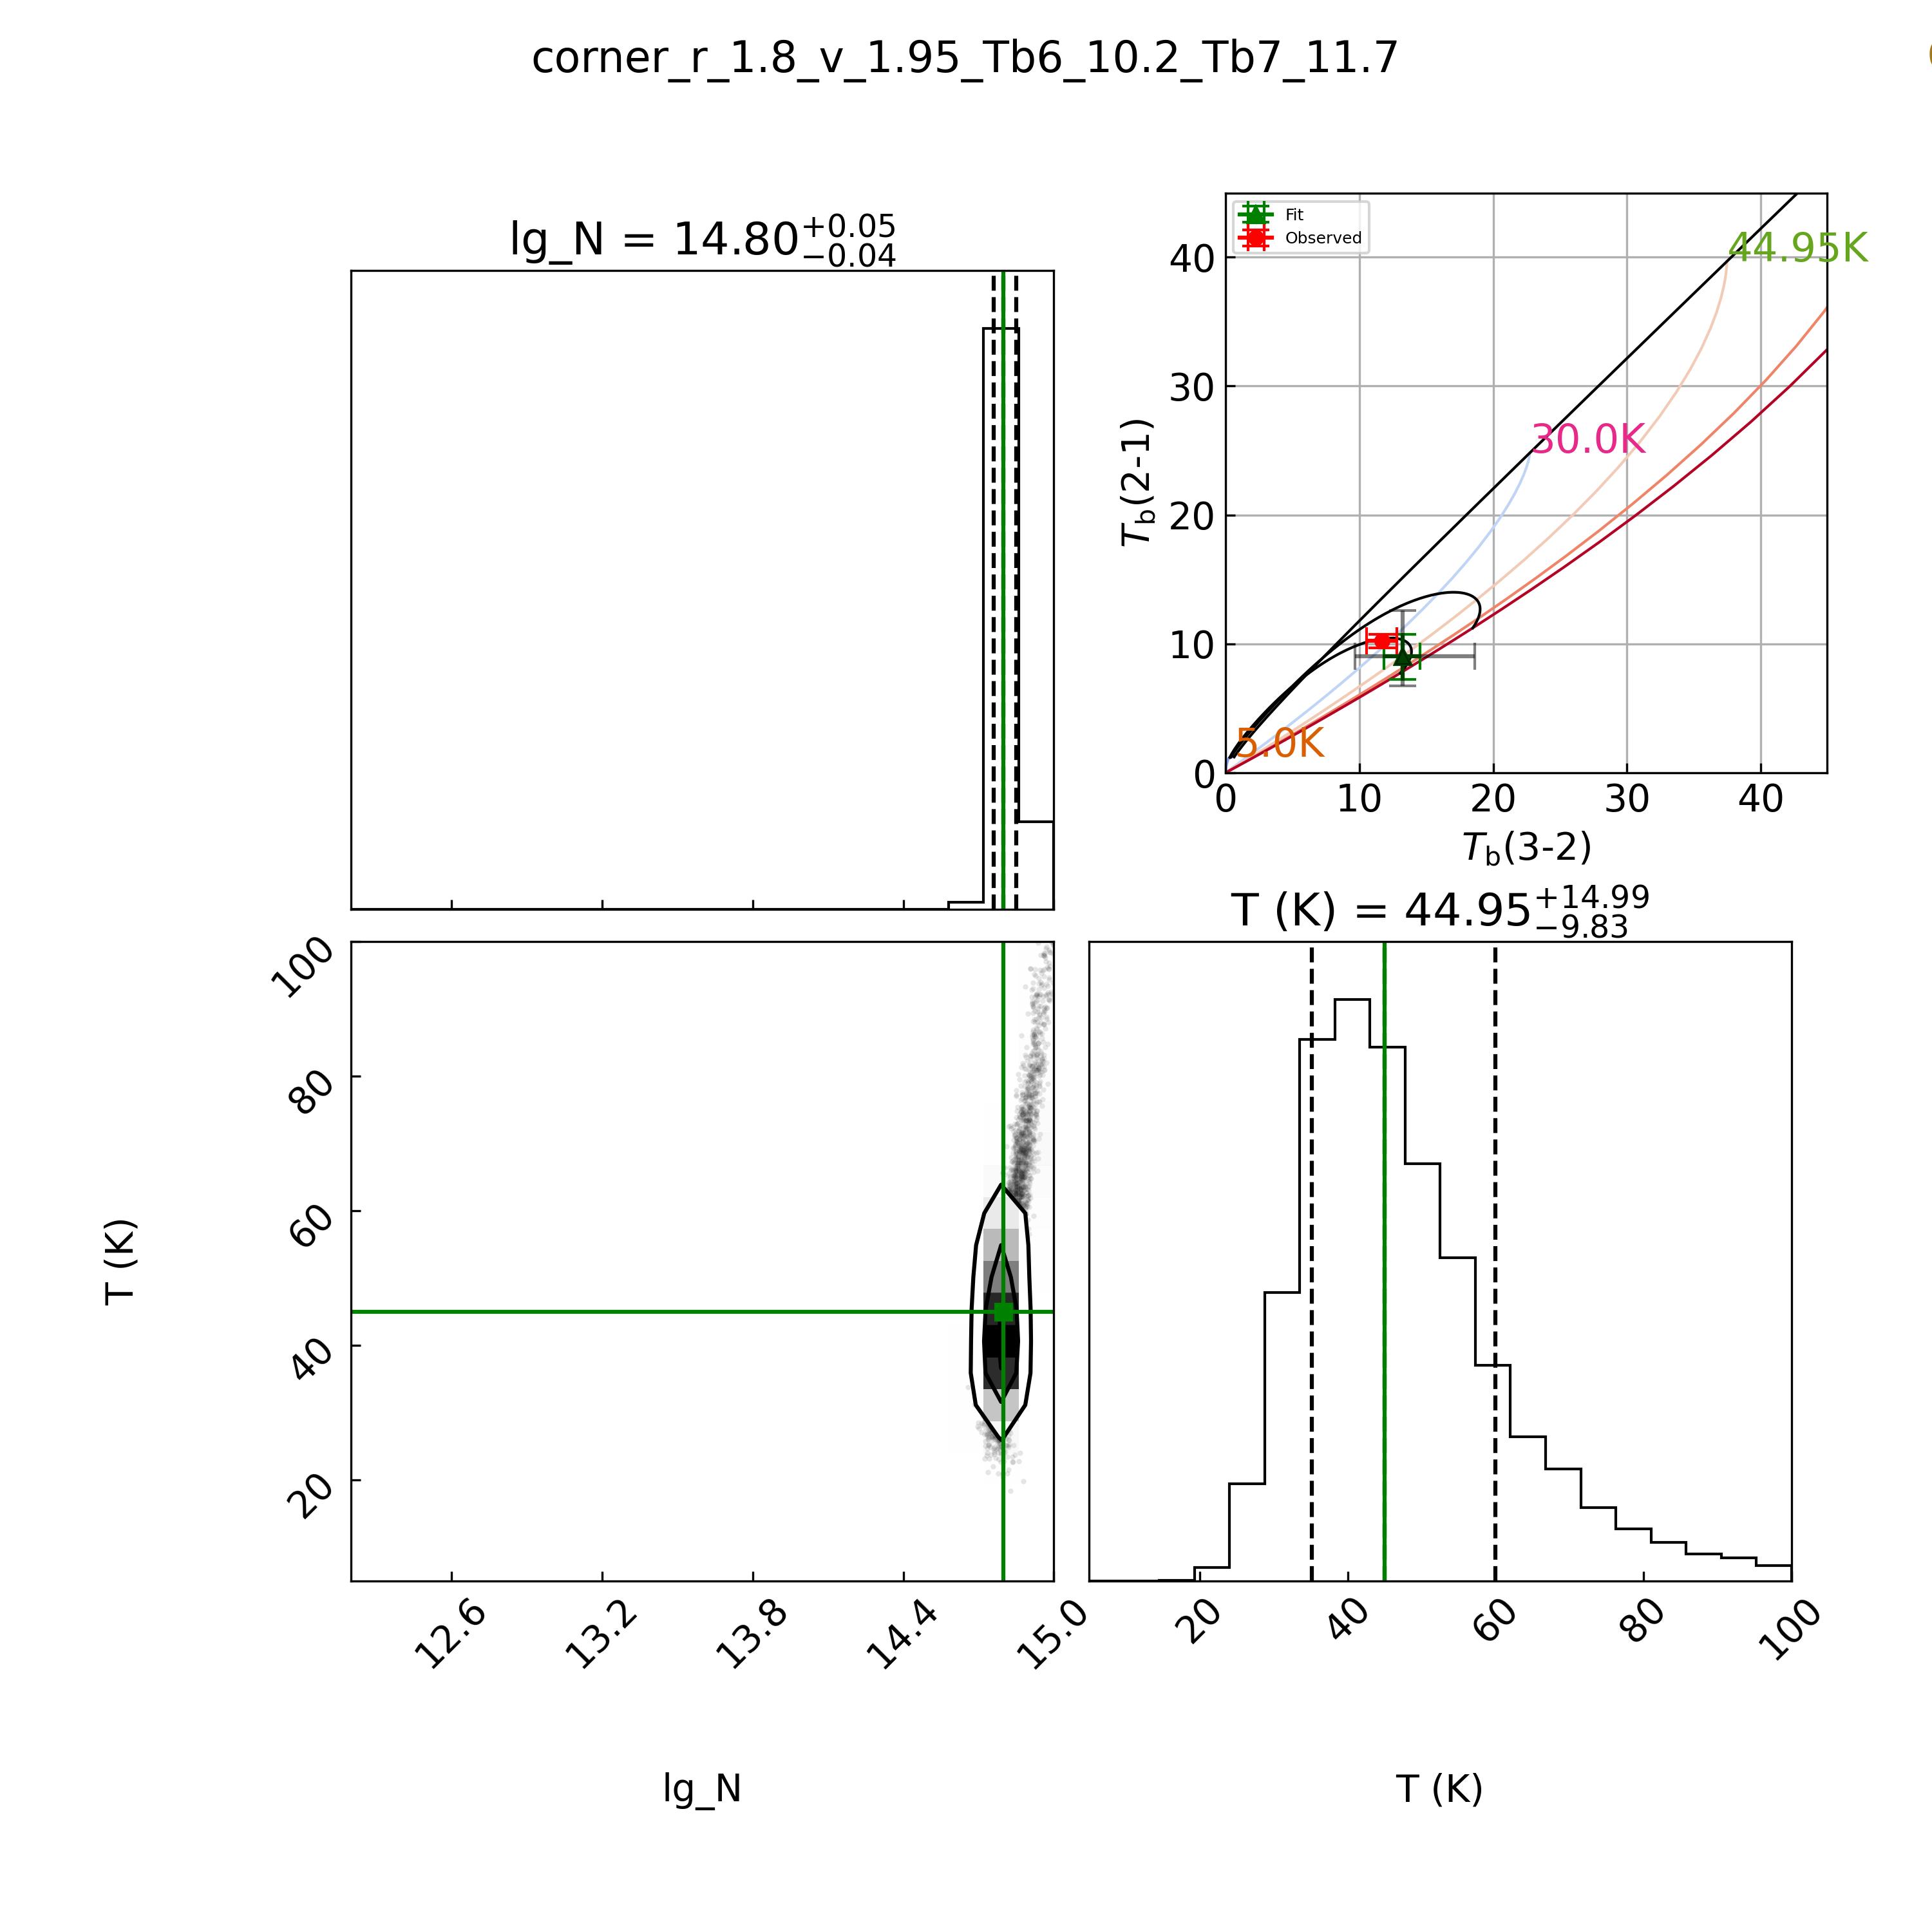 corner_r_1.8_v_1.95_Tb6_10.2_Tb7_11.7
lg_N = 14.80+0.05−0.04
Fit
Observed
44.95K
30.0K
5.0K
40
30
20
10
0
Tb(2-1)
0 10 20 30 40
Tb(3-2)
T (K) = 44.95+14.99−9.83
100
80
60
40
20
T (K)
12.6 13.2 13.8 14.4 15.0
lg_N
20 40 60 80 100
T (K)